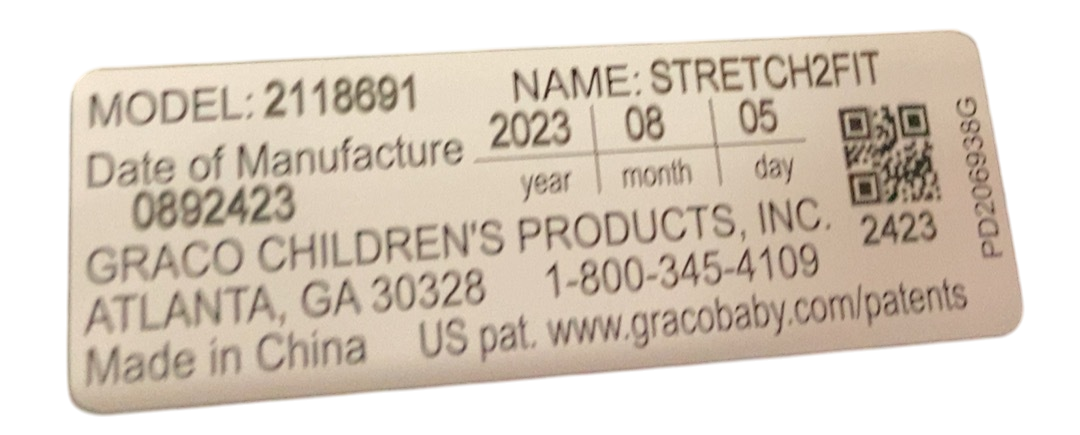 MODEL: 2118691 NAME: STRETCH2FIT
Date of Manufacture 2023 08 05
year month day
0892423
GRACO CHILDREN'S PRODUCTS, INC. 2423
ATLANTA, GA 30328 1-800-345-4109
Made in China US pat. www.gracobaby.com/patents
PD206938G